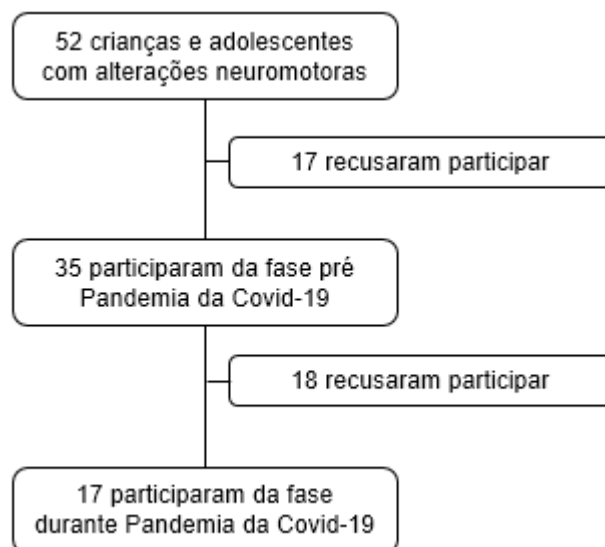 52 crianças e adolescentes
com alterações neuromotoras
17 recusaram participar
35 participaram da fase pré
Pandemia da Covid-19
18 recusaram participar
17 participaram da fase
durante Pandemia da Covid-19